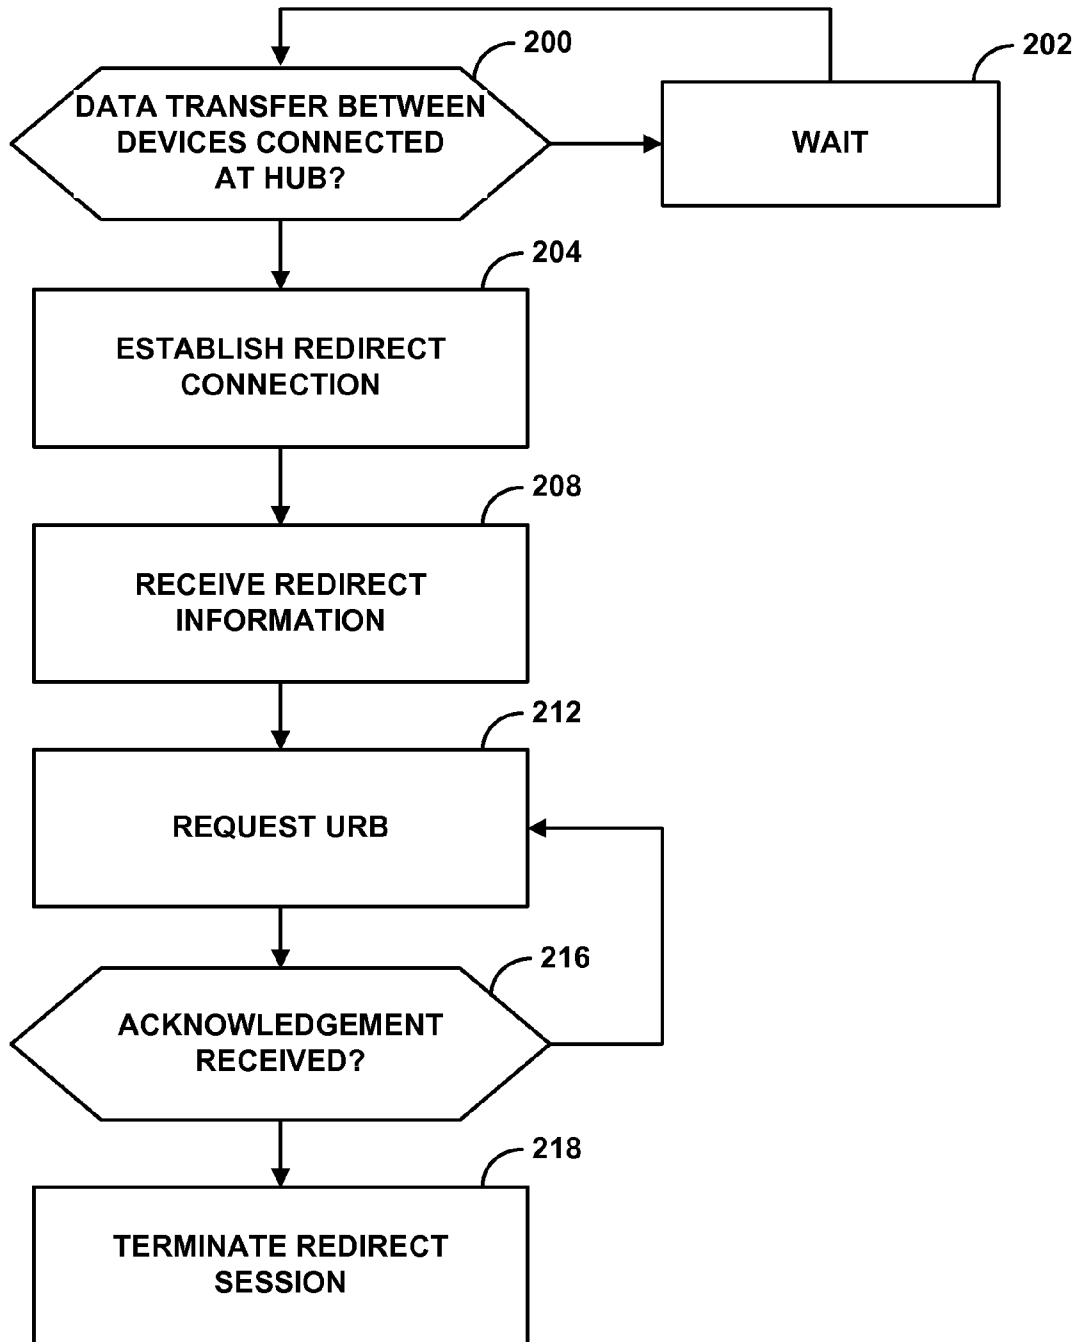 200
202
DATA TRANSFER BETWEEN
DEVICES CONNECTED
AT HUB?
WAIT
204
ESTABLISH REDIRECT
CONNECTION
208
RECEIVE REDIRECT
INFORMATION
212
REQUEST URB
216
ACKNOWLEDGEMENT
RECEIVED?
218
TERMINATE REDIRECT
SESSION